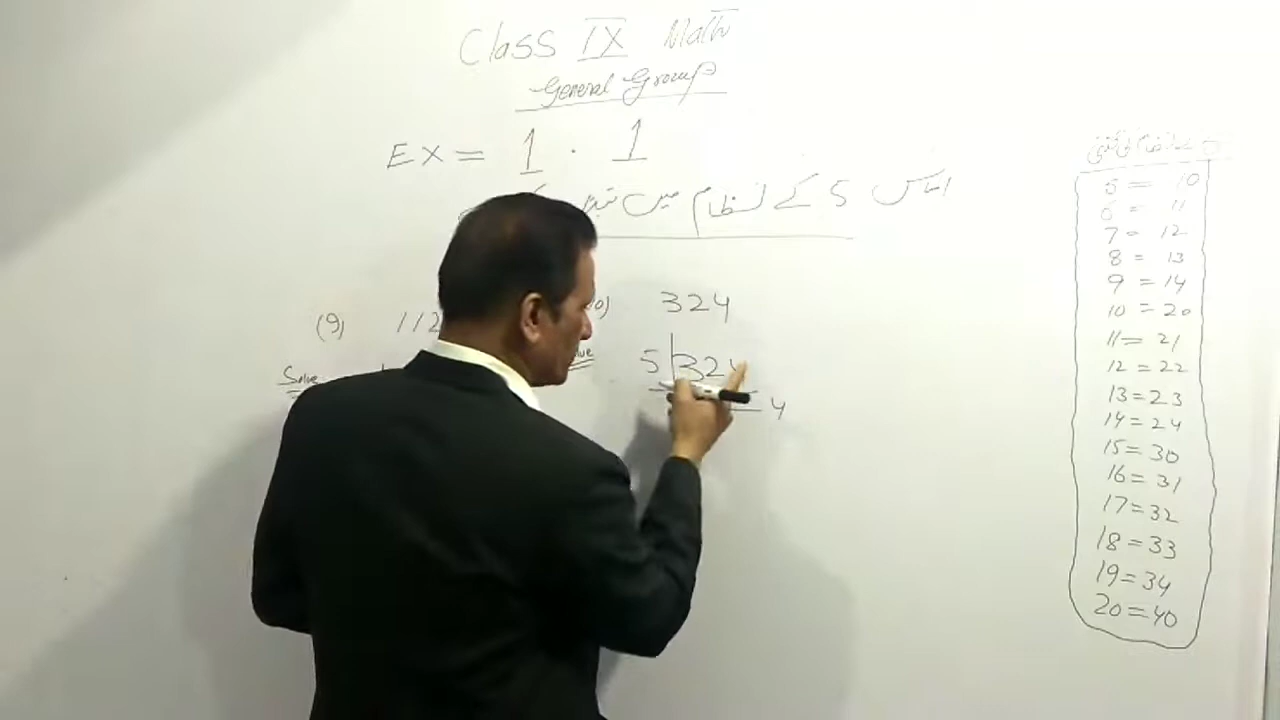 Class IX Math
General Group
EX = 1 . 1
اساس 5 کے نظام میں
(9) 112
Solve
324
5 324
4
5 = 10
6 = 11
7 = 12
8 = 13
9 = 14
10 = 20
11 = 21
12 = 22
13 = 23
14 = 24
15 = 30
16 = 31
17 = 32
18 = 33
19 = 34
20 = 40